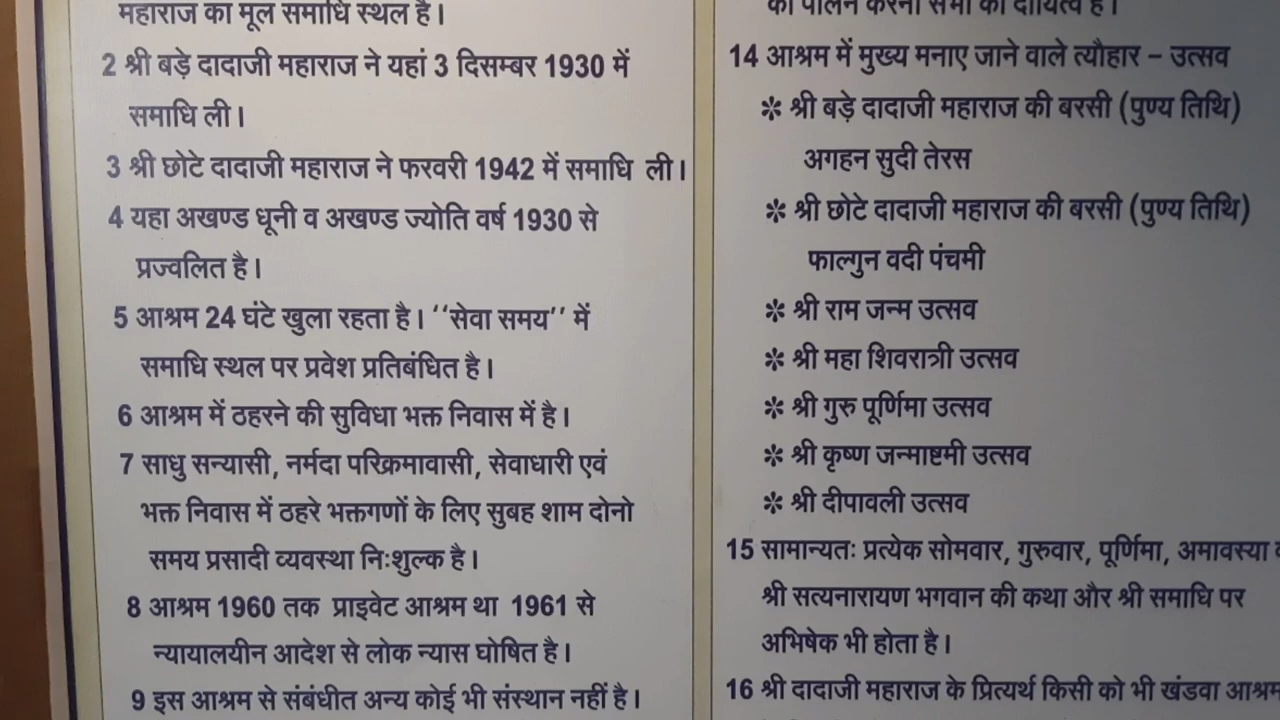 महाराज का मूल समाधि स्थल है।
2 श्री बड़े दादाजी महाराज ने यहां 3 दिसम्बर 1930 में
समाधि ली।
3 श्री छोटे दादाजी महाराज ने फरवरी 1942 में समाधि ली।
4 यहा अखण्ड धूनी व अखण्ड ज्योति वर्ष 1930 से
प्रज्वलित है।
5 आश्रम 24 घंटे खुला रहता है। ‘‘सेवा समय’’ में
समाधि स्थल पर प्रवेश प्रतिबंधित है।
6 आश्रम में ठहरने की सुविधा भक्त निवास में है।
7 साधु सन्यासी, नर्मदा परिक्रमावासी, सेवाधारी एवं
भक्त निवास में ठहरे भक्तगणों के लिए सुबह शाम दोनो
समय प्रसादी व्यवस्था निःशुल्क है।
8 आश्रम 1960 तक प्राइवेट आश्रम था 1961 से
न्यायालयीन आदेश से लोक न्यास घोषित है।
9 इस आश्रम से संबंधीत अन्य कोई भी संस्थान नहीं है।
का पालन करना सभी का दायित्व है।
14 आश्रम में मुख्य मनाए जाने वाले त्यौहार – उत्सव
* श्री बड़े दादाजी महाराज की बरसी (पुण्य तिथि)
अगहन सुदी तेरस
* श्री छोटे दादाजी महाराज की बरसी (पुण्य तिथि)
फाल्गुन वदी पंचमी
* श्री राम जन्म उत्सव
* श्री महा शिवरात्री उत्सव
* श्री गुरु पूर्णिमा उत्सव
* श्री कृष्ण जन्माष्टमी उत्सव
* श्री दीपावली उत्सव
15 सामान्यतः प्रत्येक सोमवार, गुरुवार, पूर्णिमा, अमावस्या
श्री सत्यनारायण भगवान की कथा और श्री समाधि पर
अभिषेक भी होता है।
16 श्री दादाजी महाराज के प्रित्यर्थ किसी को भी खंडवा आश्रम